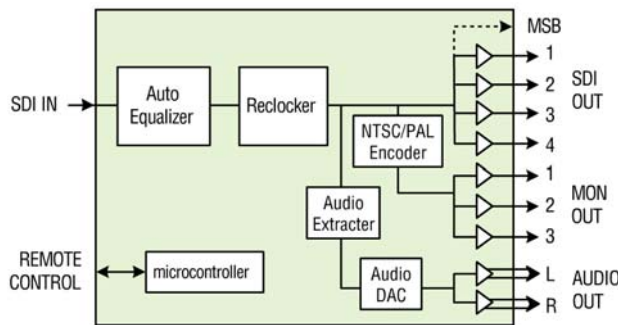 MSB
1
2
3
4
SDI
OUT
SDI IN
Auto
Equalizer
Reclocker
NTSC/PAL
Encoder
1
2
3
MON
OUT
Audio
Extracter
REMOTE
CONTROL
microcontroller
Audio
DAC
L
R
AUDIO
OUT